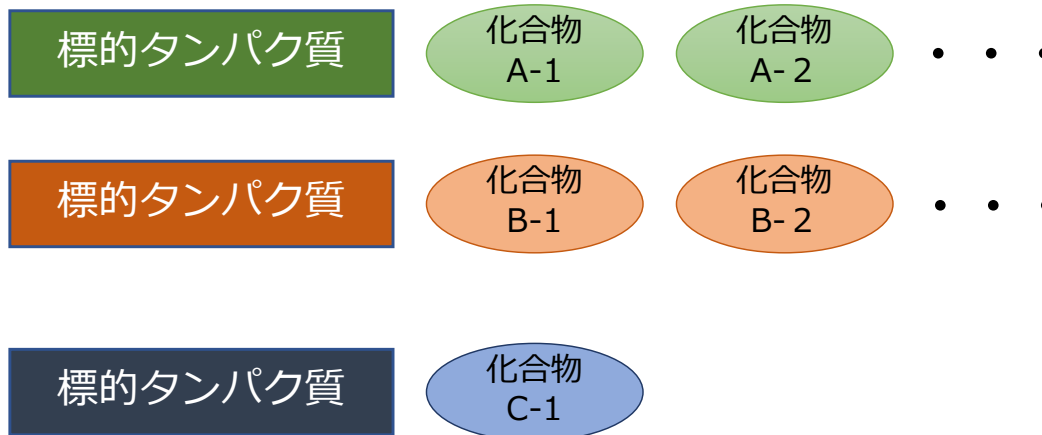 標的タンパク質
化合物
A-1
化合物
A-２
・・・
標的タンパク質
化合物
B-1
化合物
B-２
・・・
標的タンパク質
化合物
C-1